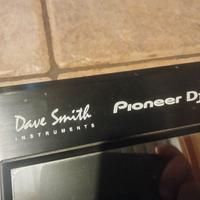 Dave Smith
INSTRUMENTS
Pioneer Dj